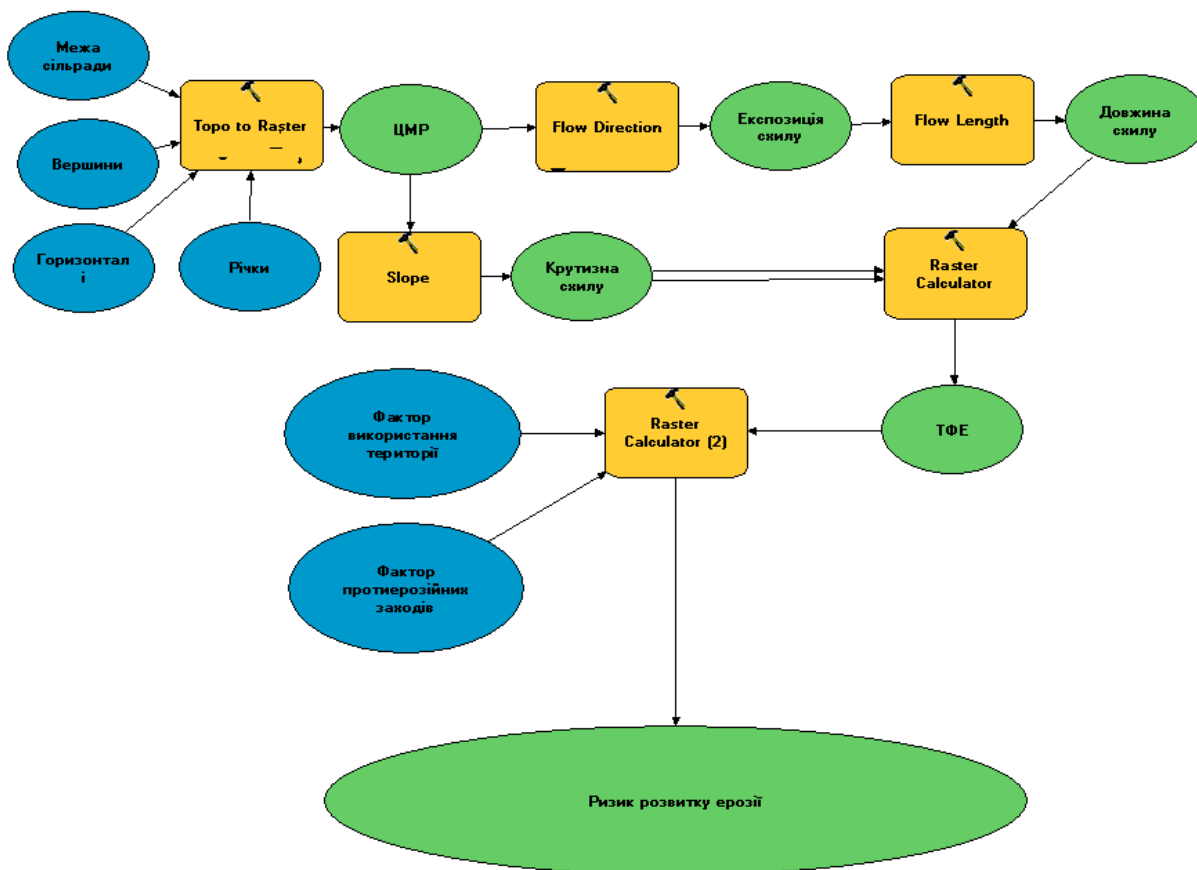 Межа
сільради
Topo to Raster
ЦМР
Flow Direction
Експозиція
схилу
Flow Length
Довжина
схилу
Вершини
Горизонтал
і
Річки
Slope
Крутизна
схилу
Raster
Calculator
Фактор
використання
території
Raster
Calculator (2)
ТФЕ
Фактор
протиерозійних
заходів
Ризик розвитку ерозії